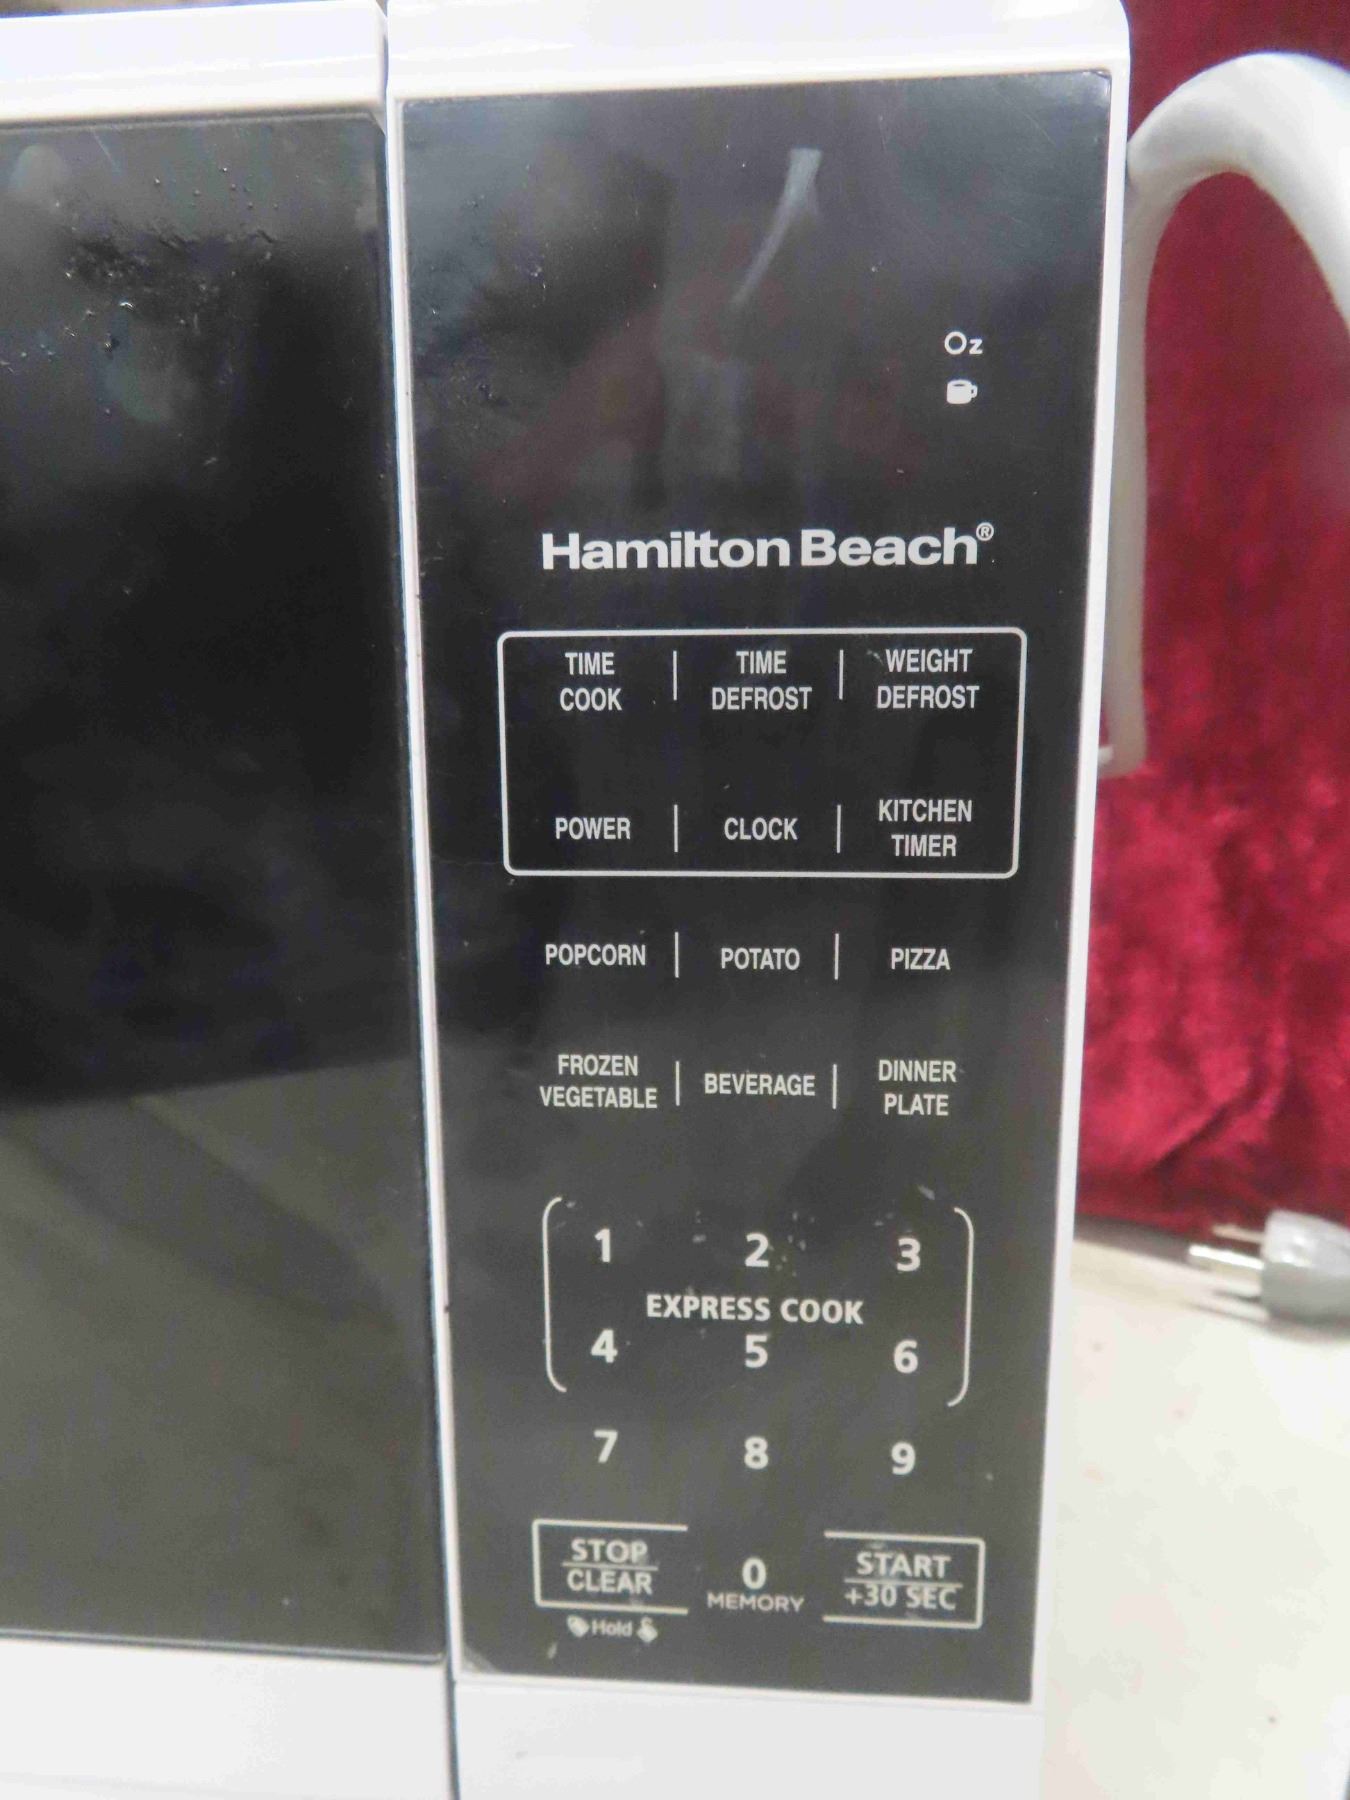 Oz
Hamilton Beach®
TIME COOK | TIME DEFROST | WEIGHT DEFROST
POWER | CLOCK | KITCHEN TIMER
POPCORN | POTATO | PIZZA
FROZEN VEGETABLE | BEVERAGE | DINNER PLATE
1 2 3
EXPRESS COOK
4 5 6
7 8 9
STOP CLEAR 0 MEMORY START +30 SEC
Hold